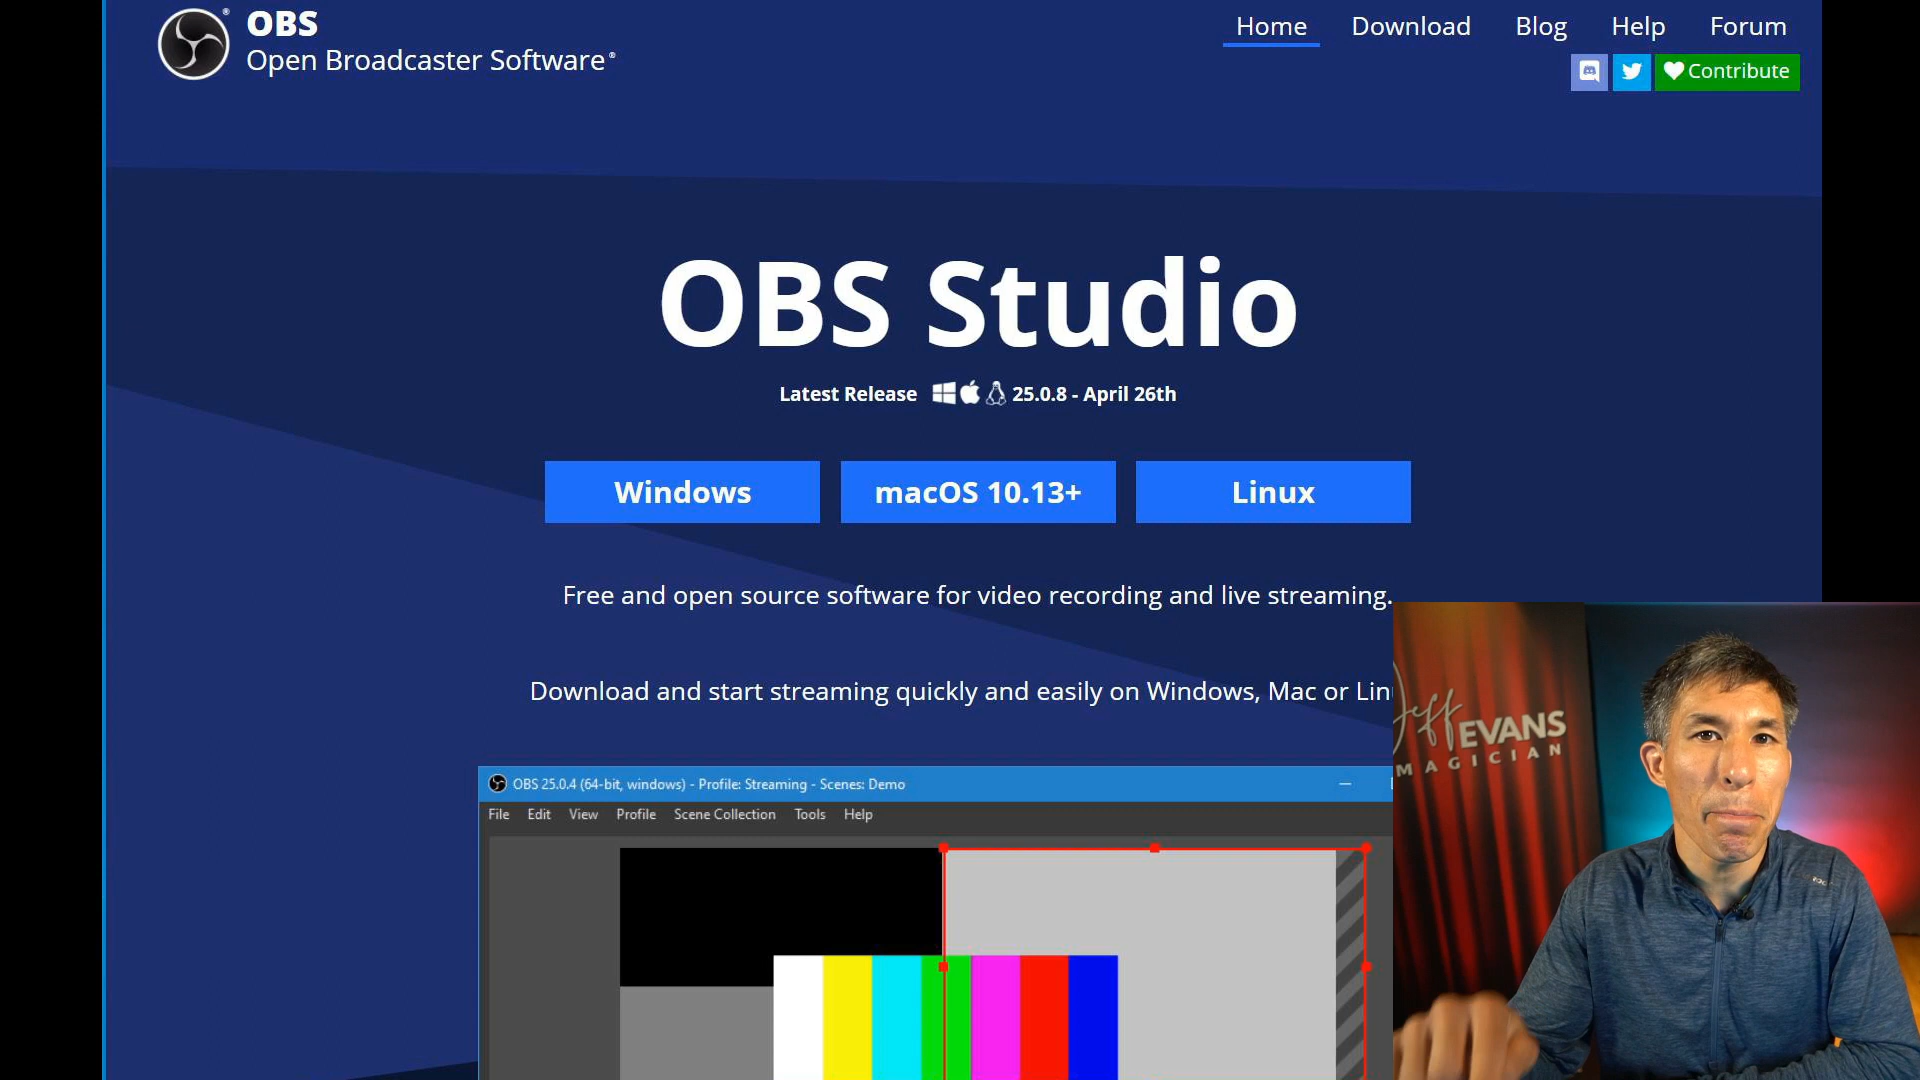 OBS
Open Broadcaster Software®
Home Download Blog Help Forum
Contribute
OBS Studio
Latest Release 25.0.8 - April 26th
Windows macOS 10.13+ Linux
Free and open source software for video recording and live streaming.
Download and start streaming quickly and easily on Windows, Mac or Linu
OBS 25.0.4 (64-bit, windows) - Profile: Streaming - Scenes: Demo
File Edit View Profile Scene Collection Tools Help
Jeff
EVANS
MAGICIAN